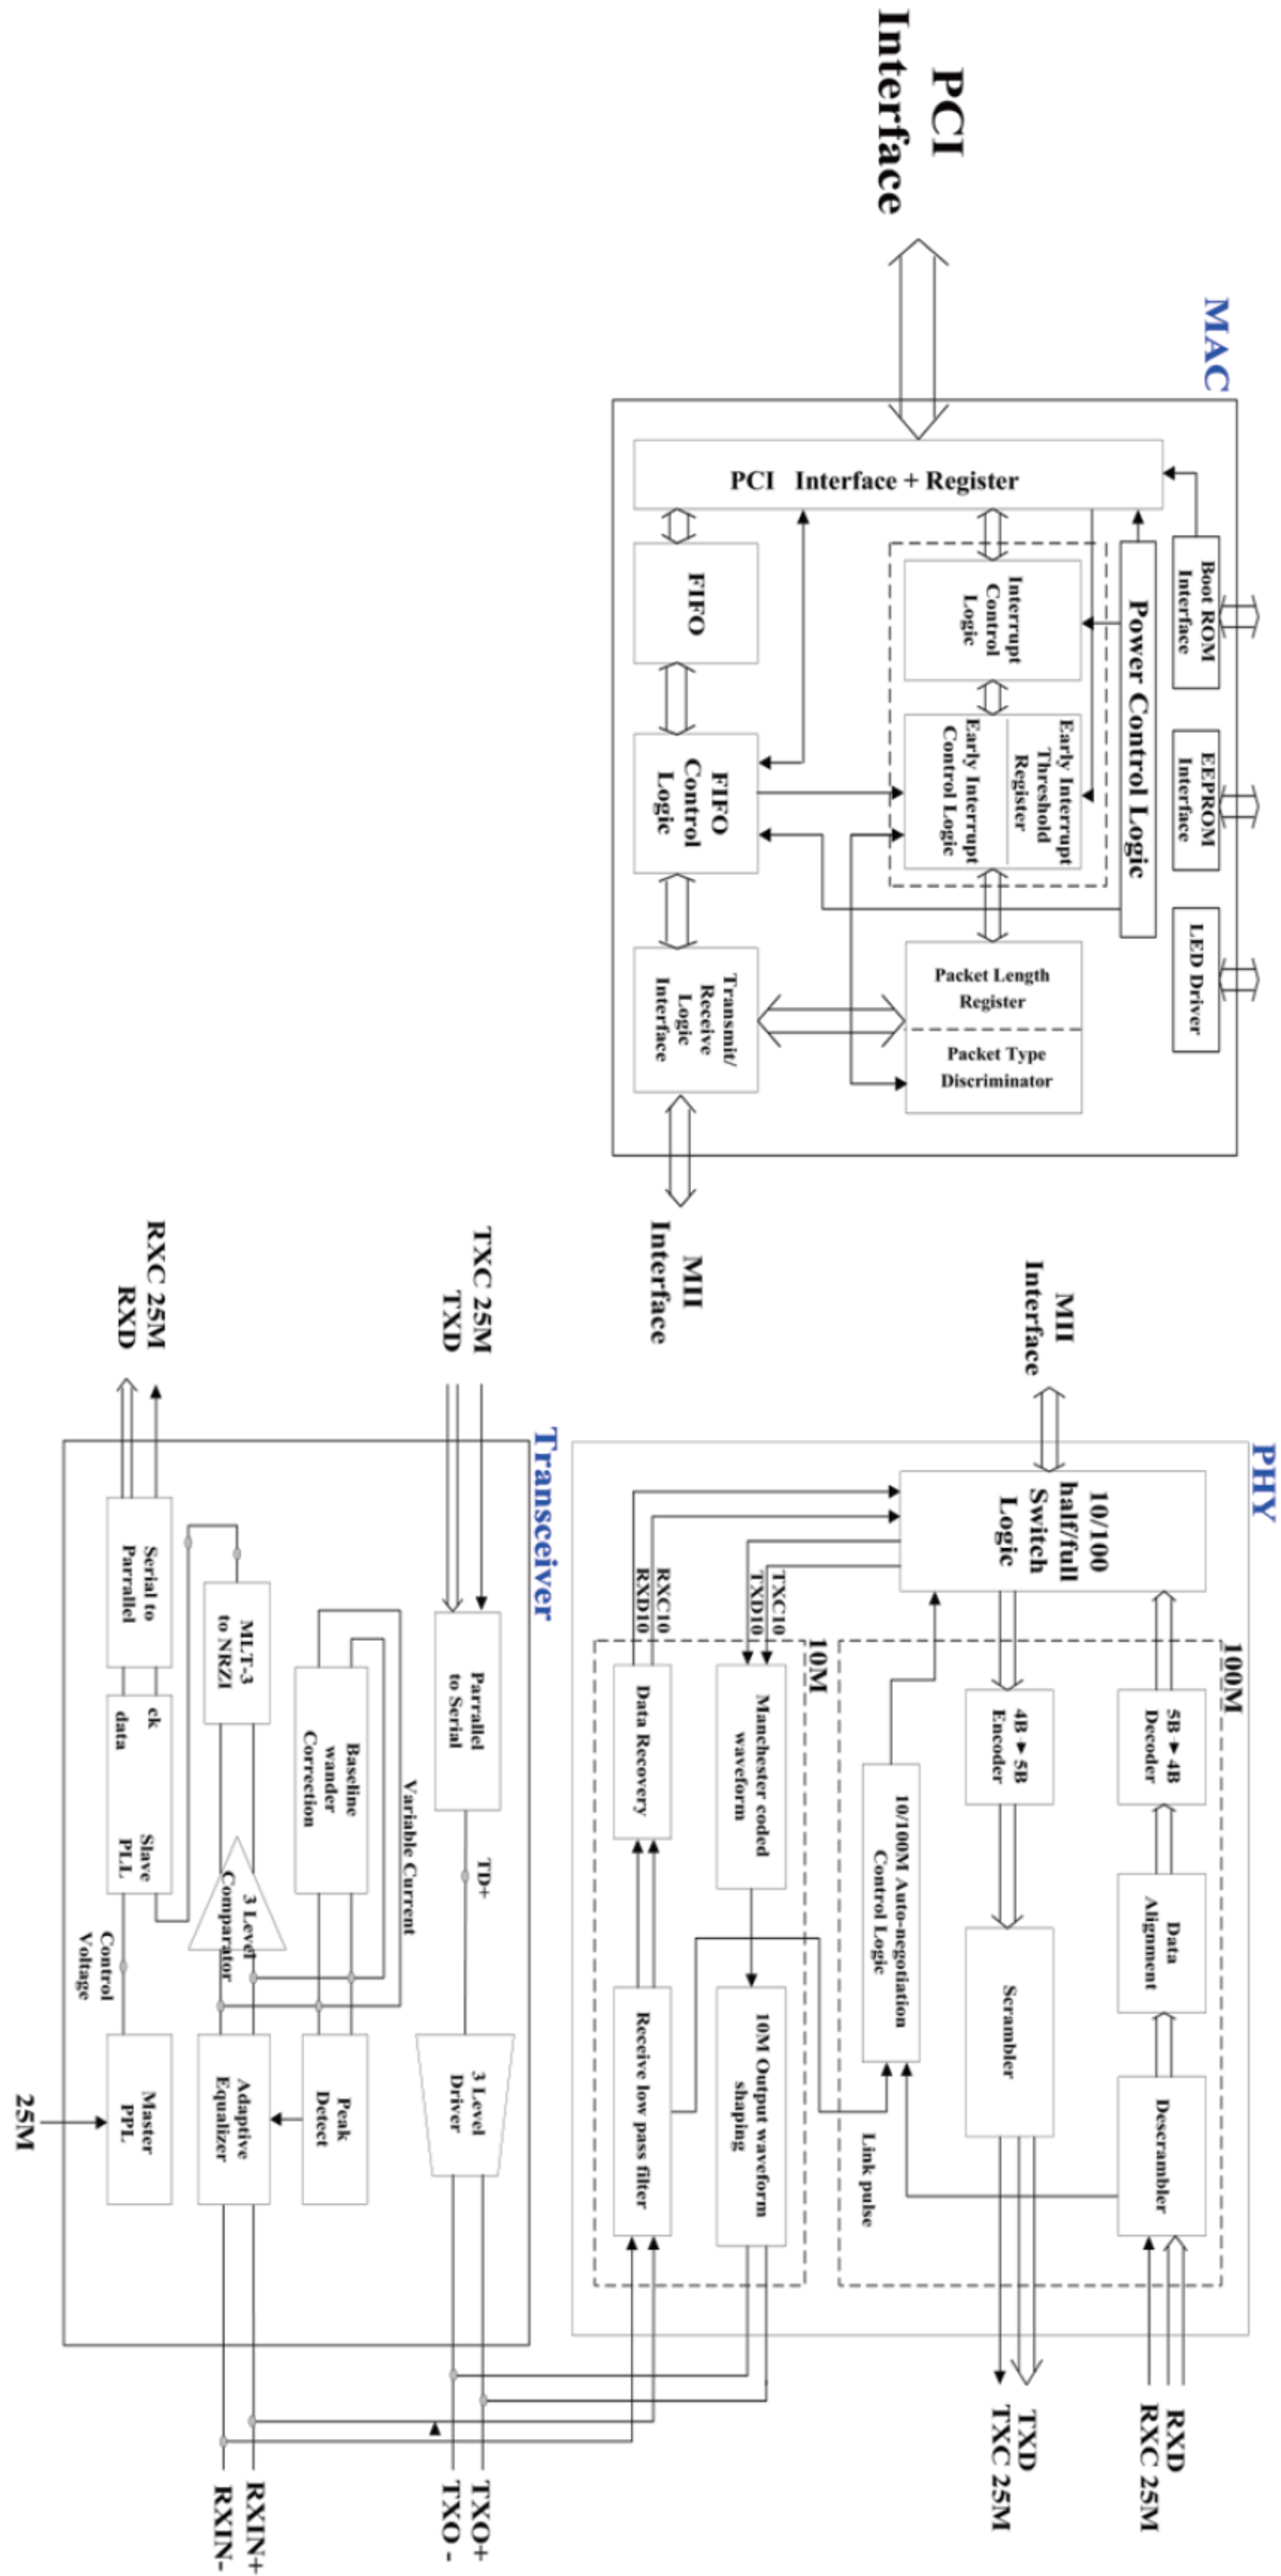 MAC
Boot ROM
Interface
EEPROM
Interface
LED Driver
Power Control Logic
PCI
Interface
PCI Interface + Register
Interrupt
Control
Logic
Early Interrupt
Threshold
Register
Early Interrupt
Control Logic
Packet Length
Register
Packet Type
Discriminator
FIFO
FIFO
Control
Logic
Transmit/
Receive
Logic
Interface
MII
Interface
PHY
100M
MII
Interface
10/100
half/full
Switch
Logic
5B ▸ 4B
Decoder
Data
Alignment
Descrambler
RXD
RXC 25M
4B ▸ 5B
Encoder
Scrambler
TXD
TXC 25M
10/100M Auto-negotiation
Control Logic
Link pulse
10M
TXC10
TXD10
Manchester coded
waveform
10M Output waveform
shaping
RXC10
RXD10
Data Recovery
Receive low pass filter
Transceiver
TXC 25M
TXD
Parrallel
to Serial
TD+
3 Level
Driver
TXO+
TXO -
Variable Current
Baseline
wander
Correction
Peak
Detect
MLT-3
to NRZI
3 Level
Comparator
Adaptive
Equalizer
RXIN+
RXIN-
RXC 25M
RXD
Serial to
Parrallel
ck
data
Slave
PLL
Control
Voltage
Master
PPL
25M